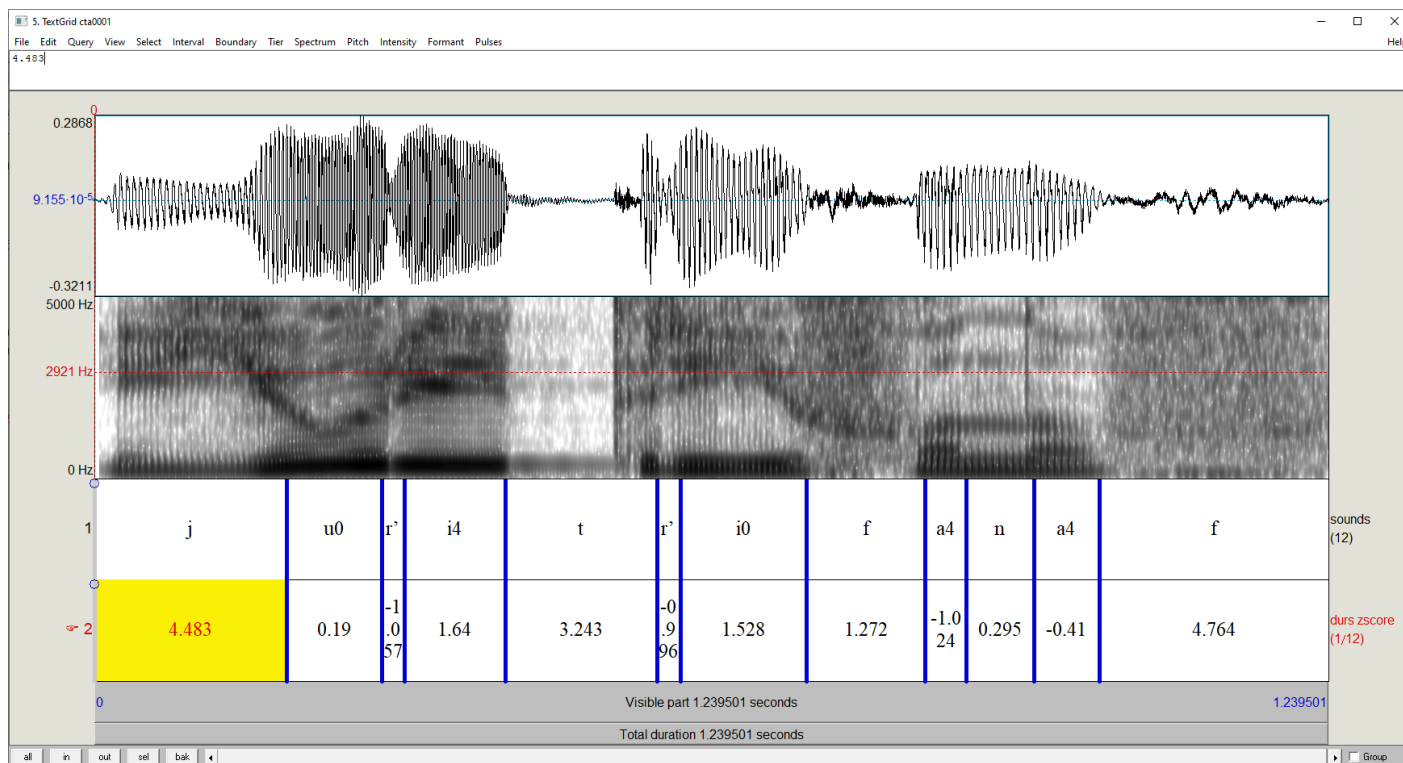 5. TextGrid cta0001
File Edit Query View Select Interval Boundary Tier Spectrum Pitch Intensity Formant Pulses Help
4.483
0
0.2868
9.155·10-5
-0.3211
5000 Hz
2921 Hz
0 Hz
1 j u0 r’ i4 t r’ i0 f a4 n a4 f sounds
(12)
☞ 2 4.483 0.19 -1.057 1.64 3.243 -0.996 1.528 1.272 -1.024 0.295 -0.41 4.764 durs zscore
(1/12)
0 Visible part 1.239501 seconds 1.239501
Total duration 1.239501 seconds
all in out sel bak Group